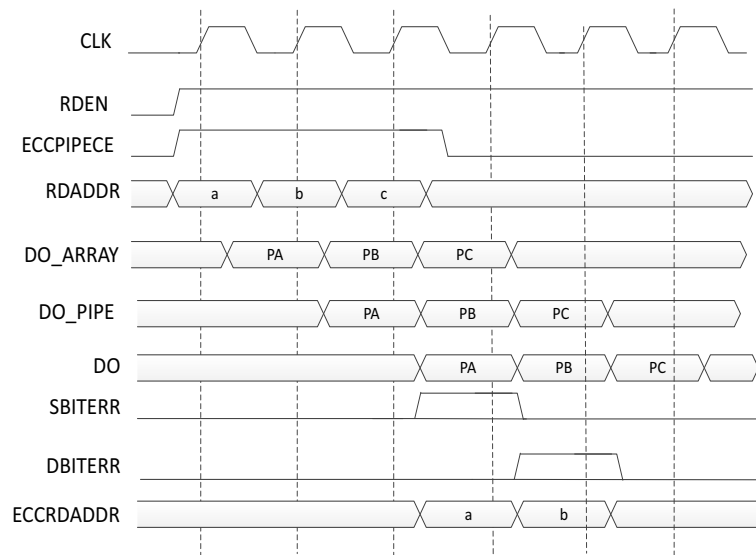 CLK
RDEN
ECCPIPECE
RDADDR a b c
DO_ARRAY PA PB PC
DO_PIPE PA PB PC
DO PA PB PC
SBITERR
DBITERR
ECCRDADDR a b